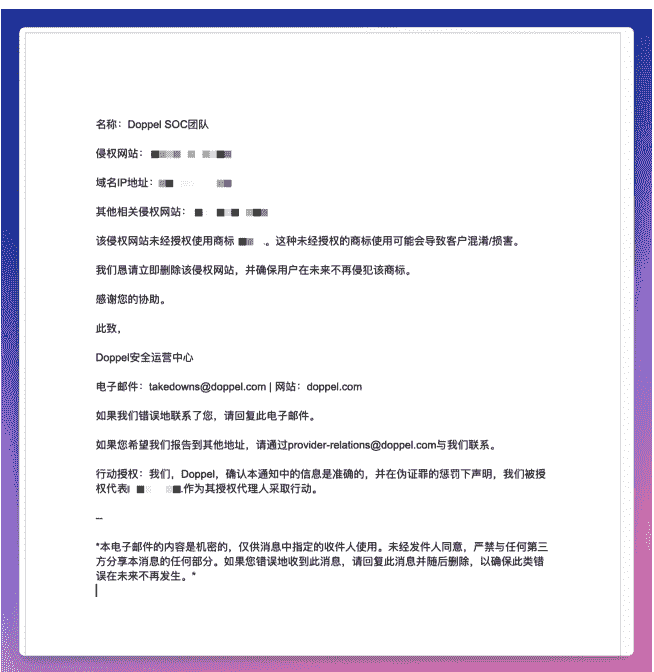 名称：Doppel SOC团队
侵权网站：
域名IP地址：
其他相关侵权网站：
该侵权网站未经授权使用商标 。这种未经授权的商标使用可能会导致客户混淆/损害。
我们恳请立即删除该侵权网站，并确保用户在未来不再侵犯该商标。
感谢您的协助。
此致，
Doppel安全运营中心
电子邮件：takedowns@doppel.com | 网站：doppel.com
如果我们错误地联系了您，请回复此电子邮件。
如果您希望我们报告到其他地址，请通过provider-relations@doppel.com与我们联系。
行动授权：我们，Doppel，确认本通知中的信息是准确的，并在伪证罪的惩罚下声明，我们被授
权代表 作为其授权代理人采取行动。
--
*本电子邮件的内容是机密的，仅供消息中指定的收件人使用。未经发件人同意，严禁与任何第三
方分享本消息的任何部分。如果您错误地收到此消息，请回复此消息并随后删除，以确保此类错
误在未来不再发生。*